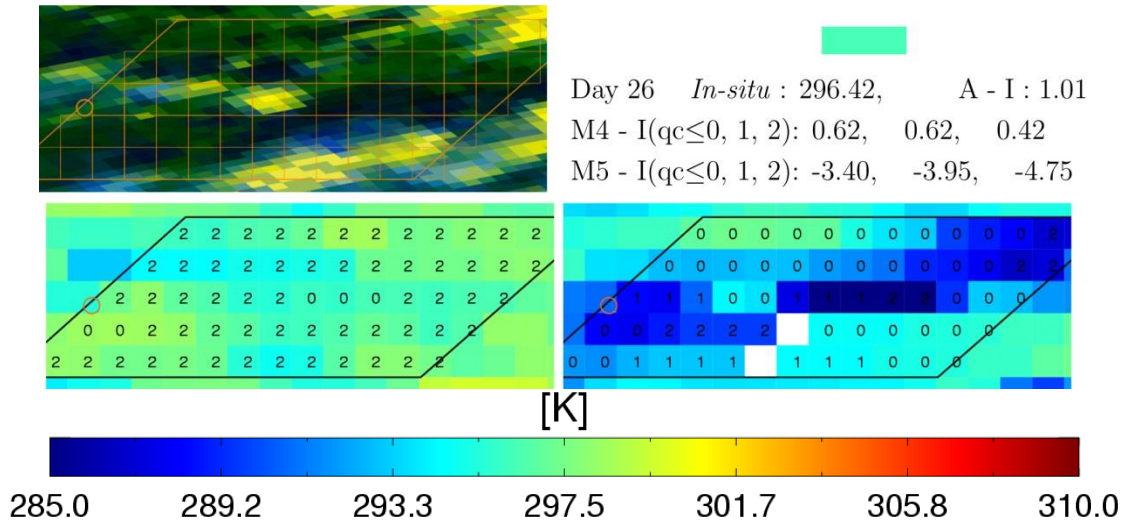 Day 26 In-situ : 296.42, A - I : 1.01
M4 - I(qc≤0, 1, 2): 0.62, 0.62, 0.42
M5 - I(qc≤0, 1, 2): -3.40, -3.95, -4.75
2 2 2 2 2 2 2 2 2 2 2 2
2 2 2 2 2 2 2 2 2 2 2 2 2
2 2 2 2 2 2 0 0 0 2 2 2 2
0 0 2 2 2 2 2 2 2 2 2 2 2
2 2 2 2 2 2 2 2 2 2 2 2 2
0 0 0 0 0 0 0 0 0 0 0 2
0 0 0 0 0 0 0 0 0 0 0 2 2
1 1 1 0 0 1 1 1 2 2 0 0 0
0 0 2 2 2 2 0 0 0 0 0 0
0 0 1 1 1 1 1 1 1 0 0 0
[K]
285.0 289.2 293.3 297.5 301.7 305.8 310.0